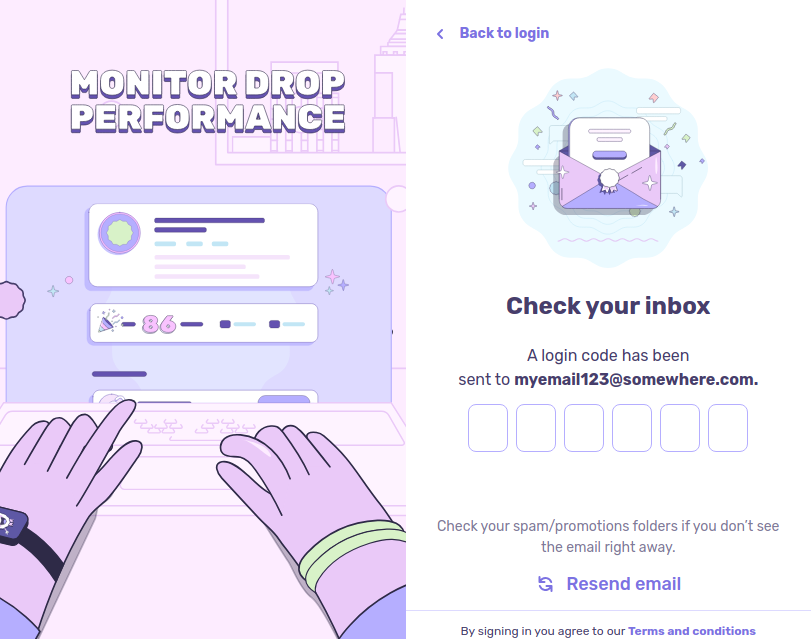 MONITOR DROP
PERFORMANCE
86
Back to login
Check your inbox
A login code has been
sent to myemail123@somewhere.com.
Check your spam/promotions folders if you don’t see
the email right away.
Resend email
By signing in you agree to our Terms and conditions